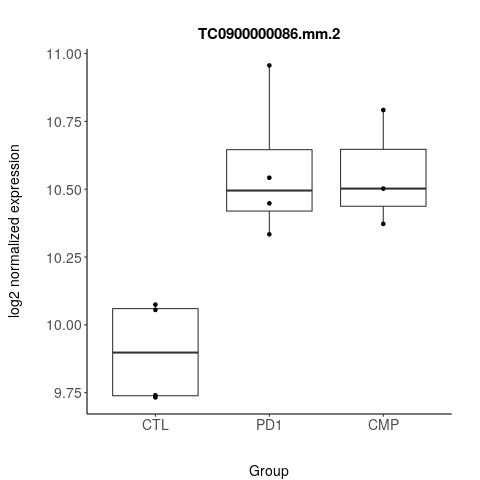 TC0900000086.mm.2
log2 normalized expression
11.00
10.75
10.50
10.25
10.00
9.75
CTL
PD1
CMP
Group